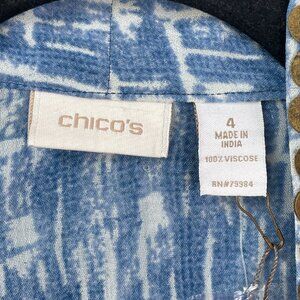 chico's
4
MADE IN
INDIA
100% VISCOSE
RN#79984